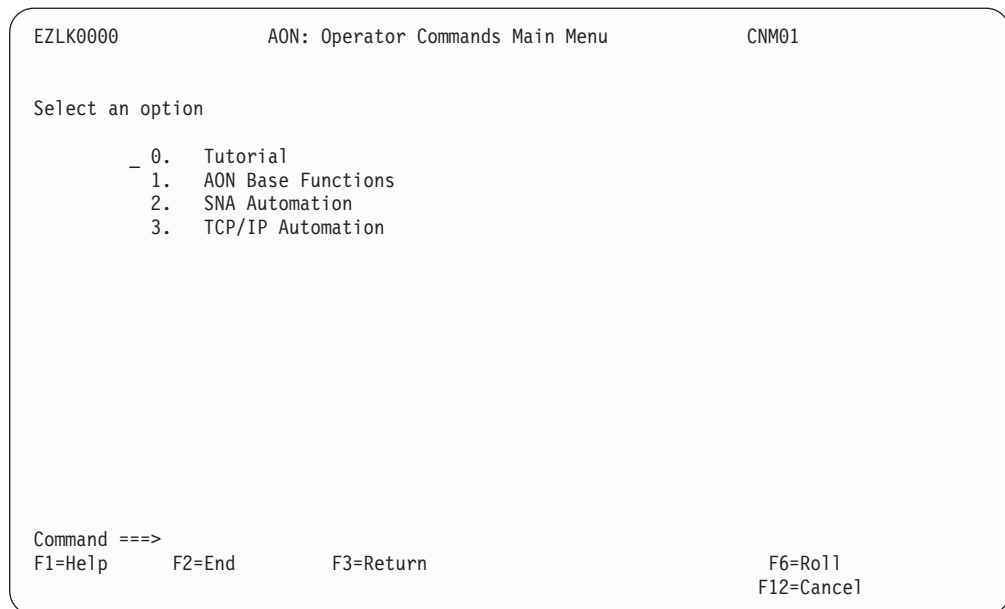 EZLK0000 AON: Operator Commands Main Menu CNM01
Select an option
_ 0. Tutorial
1. AON Base Functions
2. SNA Automation
3. TCP/IP Automation
Command ===>
F1=Help F2=End F3=Return F6=Roll
F12=Cancel